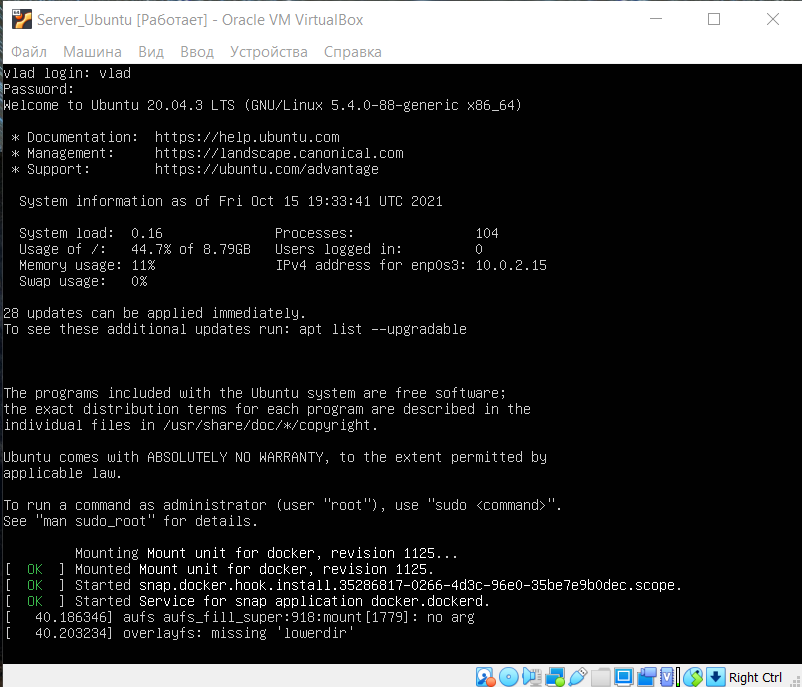 Server_Ubuntu [Работает] - Oracle VM VirtualBox
Файл Машина Вид Ввод Устройства Справка
vlad login: vlad
Password:
Welcome to Ubuntu 20.04.3 LTS (GNU/Linux 5.4.0-88-generic x86_64)
* Documentation: https://help.ubuntu.com
* Management: https://landscape.canonical.com
* Support: https://ubuntu.com/advantage
System information as of Fri Oct 15 19:33:41 UTC 2021
System load: 0.16 Processes: 104
Usage of /: 44.7% of 8.79GB Users logged in: 0
Memory usage: 11% IPv4 address for enp0s3: 10.0.2.15
Swap usage: 0%
28 updates can be applied immediately.
To see these additional updates run: apt list --upgradable
The programs included with the Ubuntu system are free software;
the exact distribution terms for each program are described in the
individual files in /usr/share/doc/*/copyright.
Ubuntu comes with ABSOLUTELY NO WARRANTY, to the extent permitted by
applicable law.
To run a command as administrator (user "root"), use "sudo <command>".
See "man sudo_root" for details.
Mounting Mount unit for docker, revision 1125...
[ OK ] Mounted Mount unit for docker, revision 1125.
[ OK ] Started snap.docker.hook.install.35286817-0266-4d3c-96e0-35be7e9b0dec.scope.
[ OK ] Started Service for snap application docker.dockerd.
[ 40.186346] aufs aufs_fill_super:918:mount[1779]: no arg
[ 40.203234] overlayfs: missing 'lowerdir'
Right Ctrl